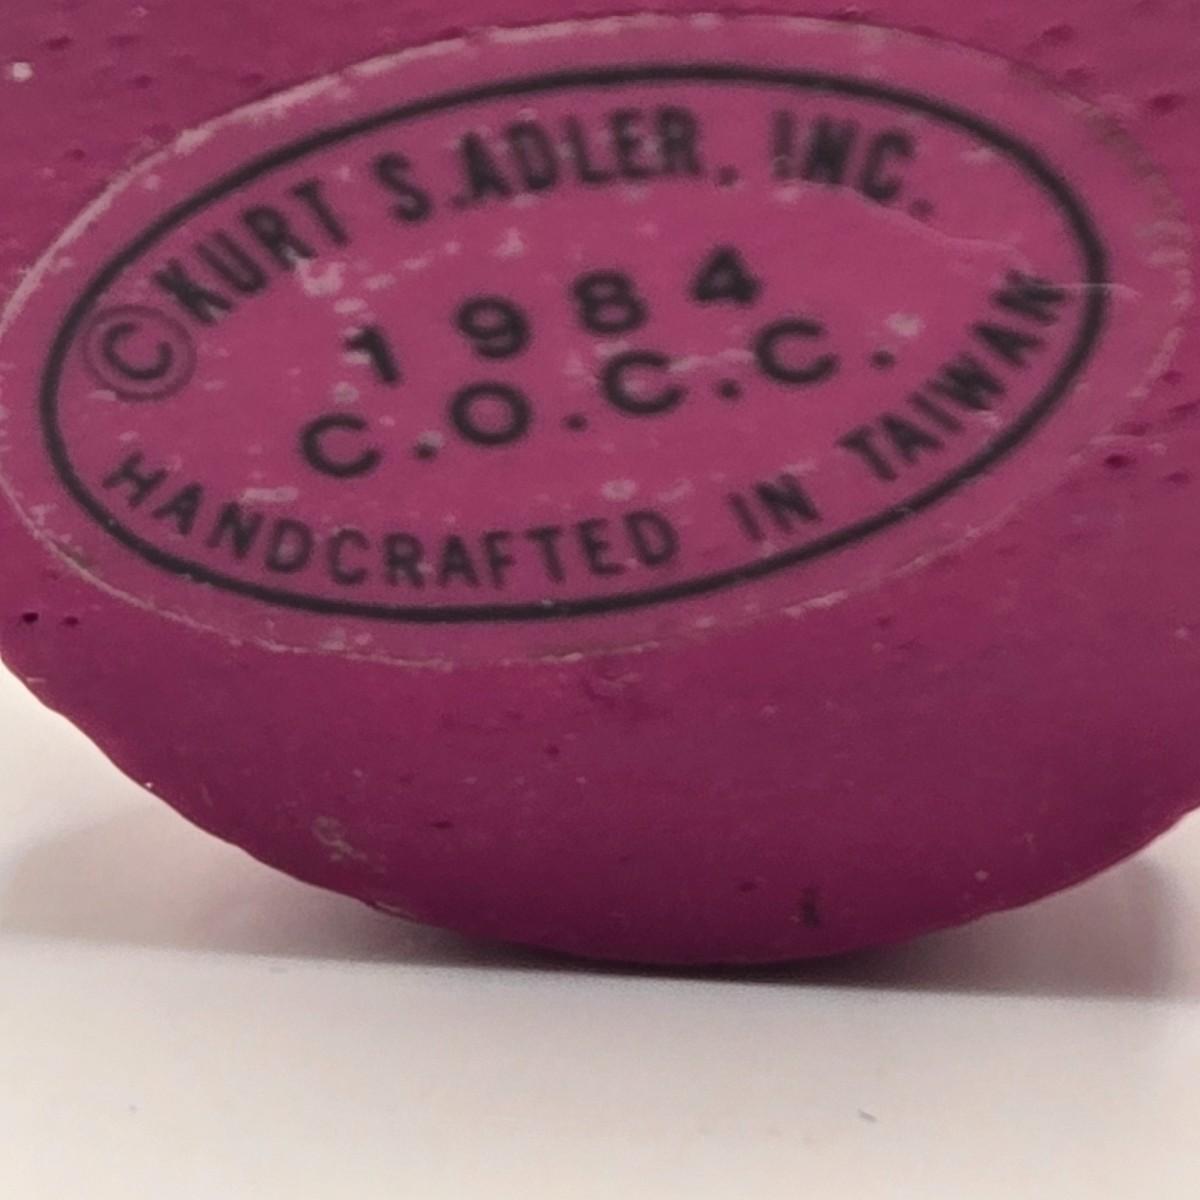 ©KURT S.ADLER, INC.
1984
C.O.C.C.
HANDCRAFTED IN TAIWAN